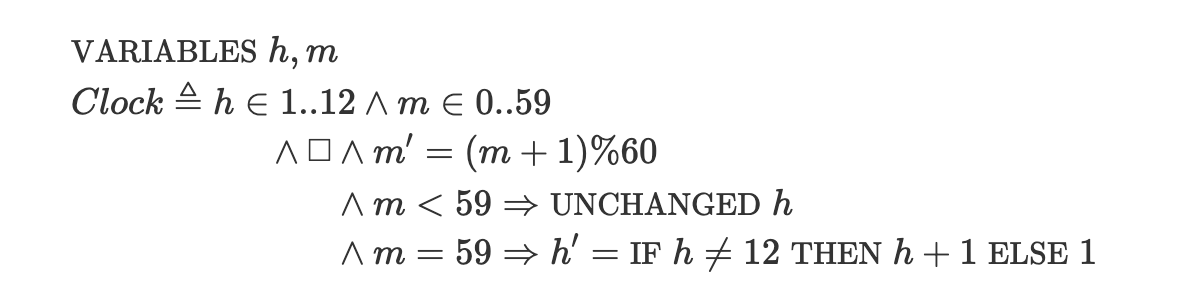 VARIABLES h, m
Clock ≜ h ∈ 1..12 ∧ m ∈ 0..59
∧ □ ∧ m′ = (m + 1)%60
∧ m < 59 ⇒ UNCHANGED h
∧ m = 59 ⇒ h′ = IF h ≠ 12 THEN h + 1 ELSE 1